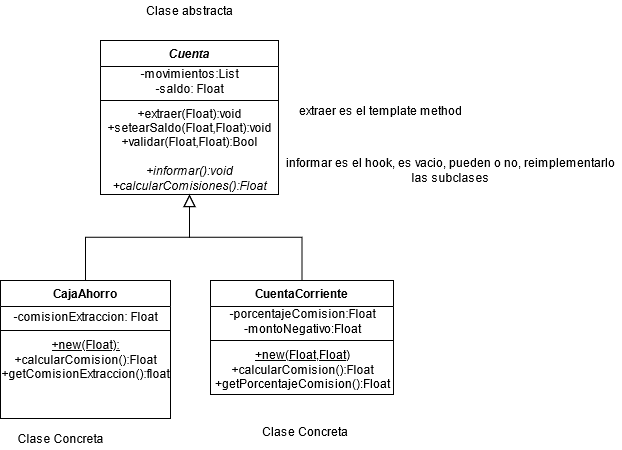 Clase abstracta
Cuenta
-movimientos:List
-saldo: Float
+extraer(Float):void
+setearSaldo(Float,Float):void
+validar(Float,Float):Bool
+informar():void
+calcularComisiones():Float
extraer es el template method
informar es el hook, es vacio, pueden o no, reimplementarlo
las subclases
CajaAhorro
-comisionExtraccion: Float
+new(Float):
+calcularComision():Float
+getComisionExtraccion():float
Clase Concreta
CuentaCorriente
-porcentajeComision:Float
-montoNegativo:Float
+new(Float,Float)
+calcularComision():Float
+getPorcentajeComision():Float
Clase Concreta